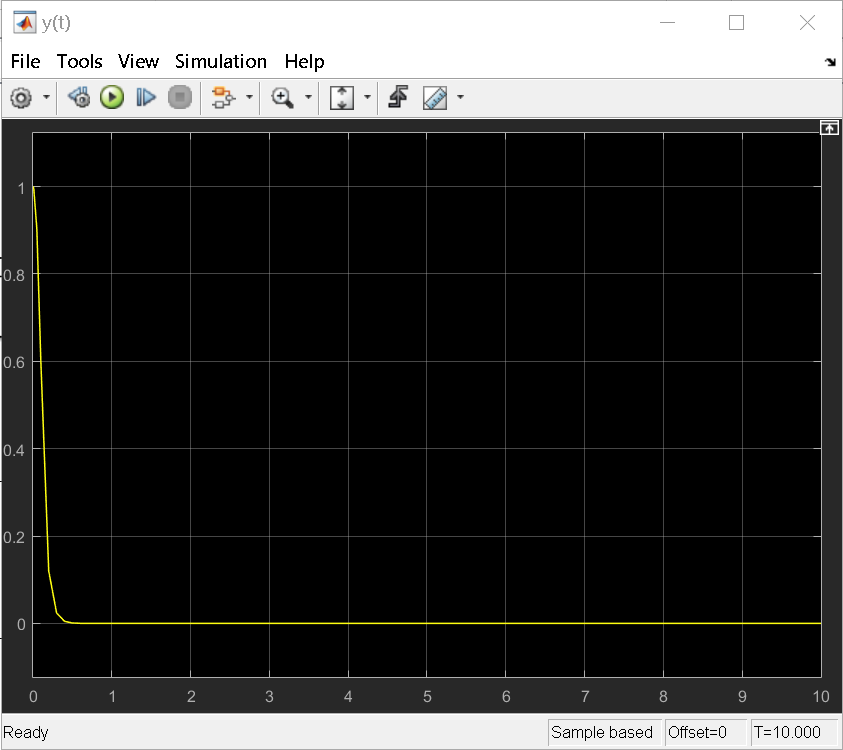 y(t)
File Tools View Simulation Help
1
0.8
0.6
0.4
0.2
0
0 1 2 3 4 5 6 7 8 9 10
Ready Sample based Offset=0 T=10.000